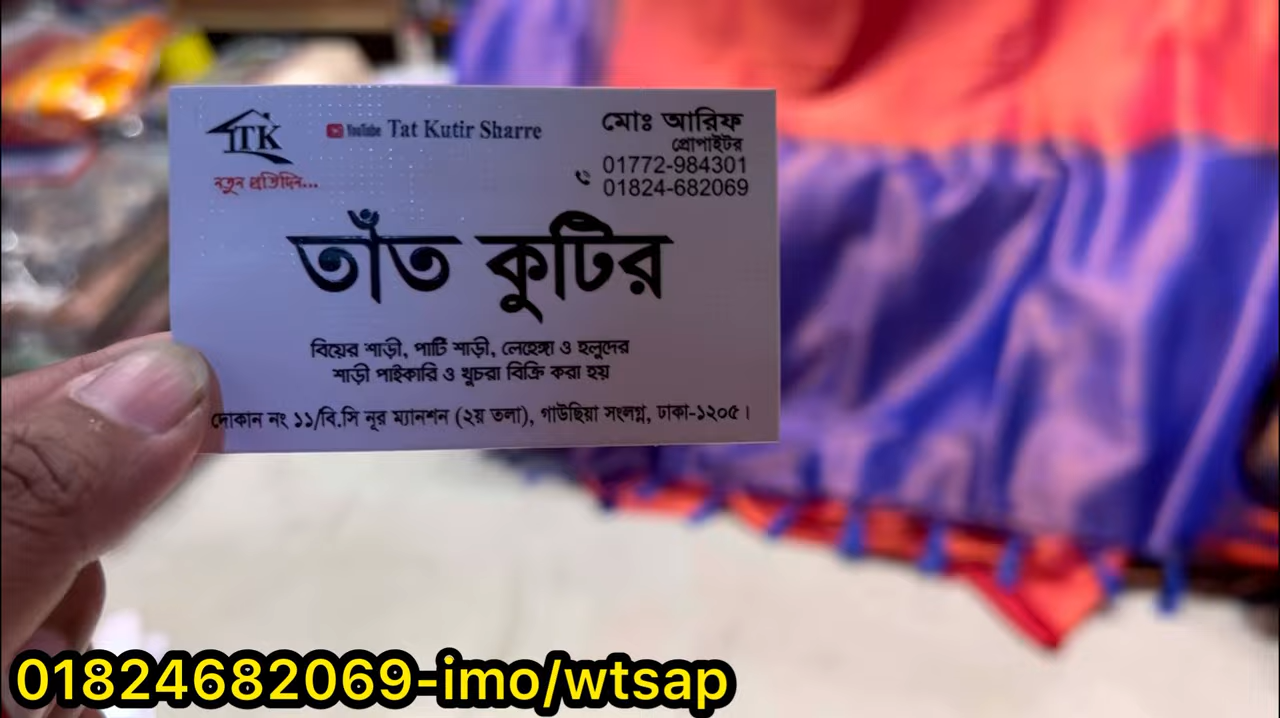 TK
YouTube Tat Kutir Sharre
নতুন প্রতিদিন...
মোঃ আরিফ
প্রোপাইটর
01772-984301
01824-682069
তাঁত কুটির
বিয়ের শাড়ী, পার্টি শাড়ী, লেহেঙ্গা ও হলুদের
শাড়ী পাইকারি ও খুচরা বিক্রি করা হয়
দোকান নং ১১/বি.সি নূর ম্যানশন (২য় তলা), গাউছিয়া সংলগ্ন, ঢাকা-১২০৫।
01824682069-imo/wtsap